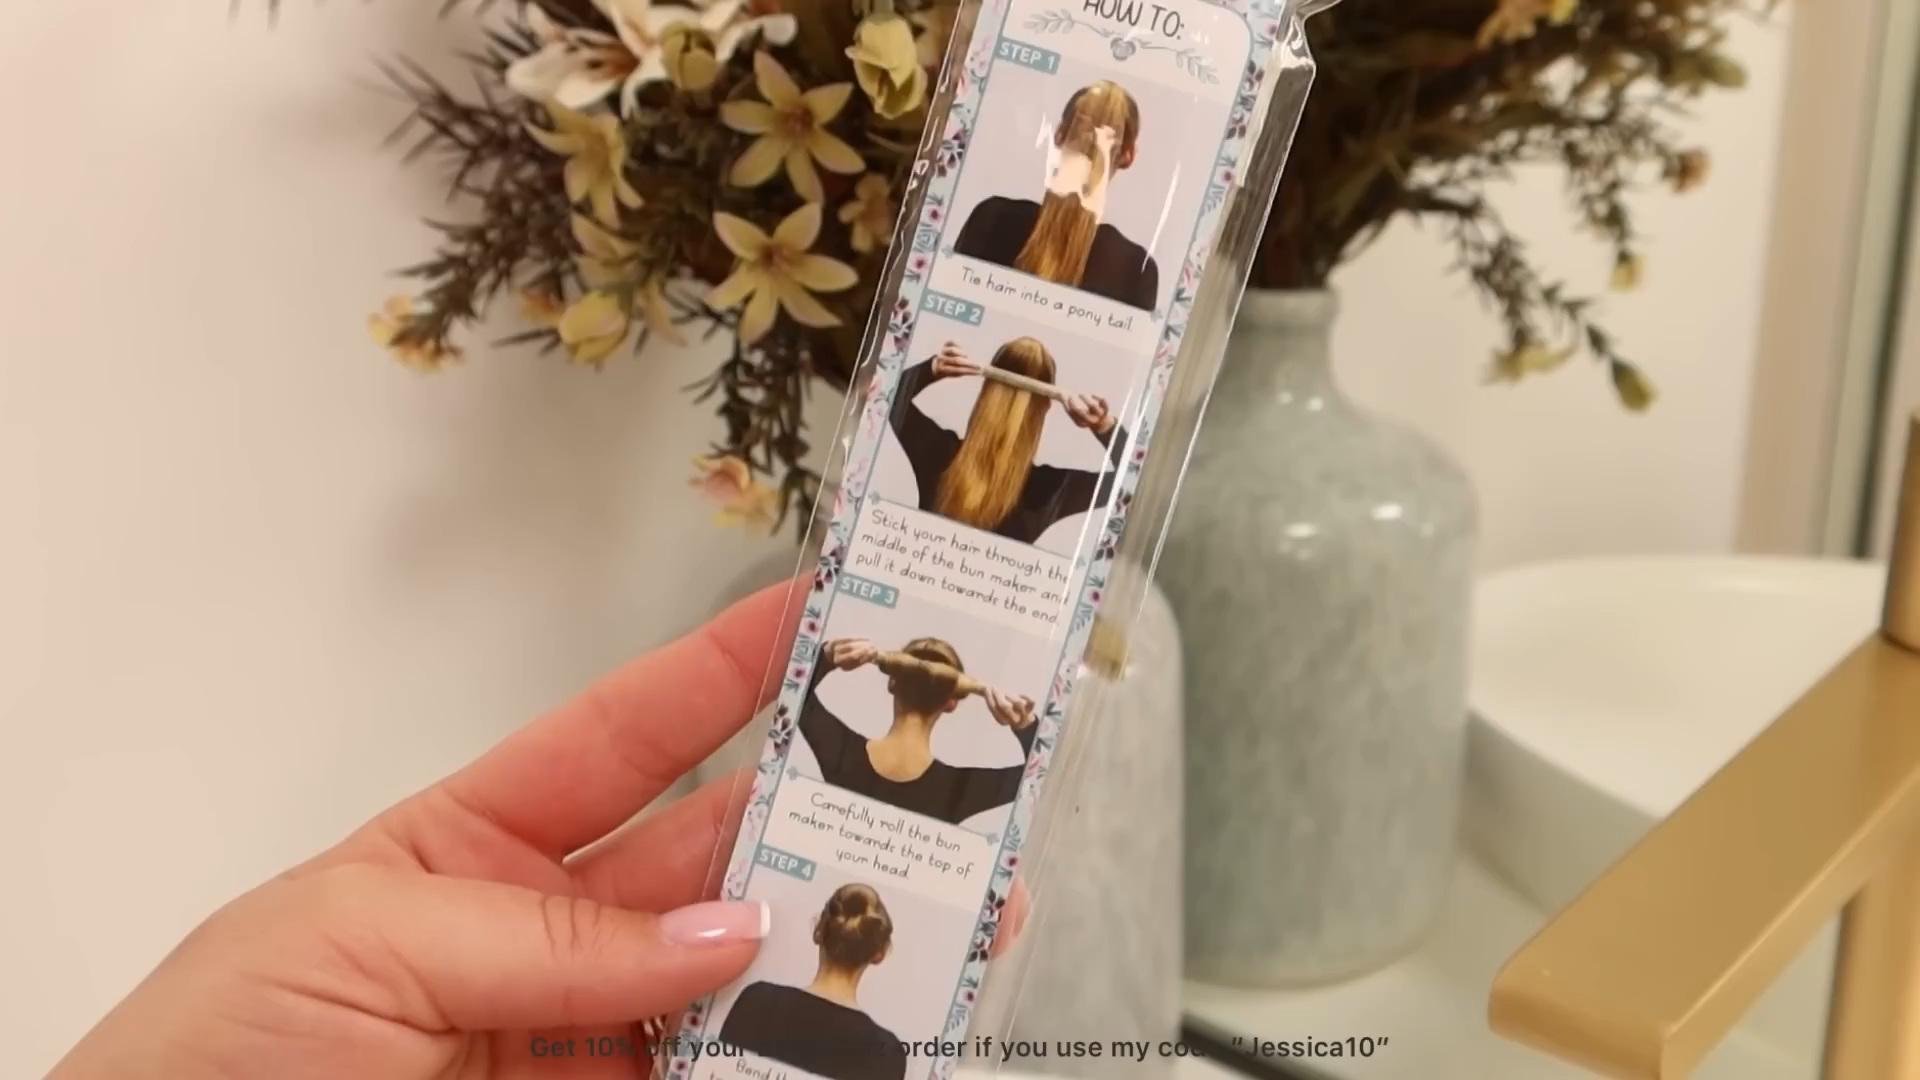 HOW TO:
STEP 1
Tie hair into a pony tail.
STEP 2
Stick your hair through the
middle of the bun maker and
pull it down towards the end
STEP 3
Carefully roll the bun
maker towards the top of
your head
STEP 4
Bend
Get 10% off your order if you use my code "Jessica10"